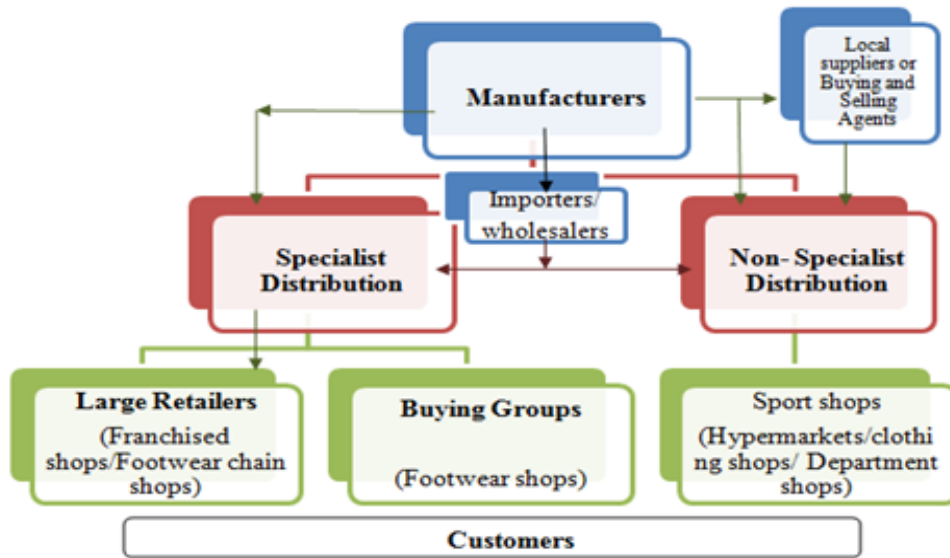 Manufacturers
Local
suppliers or
Buying and
Selling
Agents
Importers/
wholesalers
Specialist
Distribution
Non- Specialist
Distribution
Large Retailers
(Franchised
shops/Footwear chain
shops)
Buying Groups
(Footwear shops)
Sport shops
(Hypermarkets/clothi
ng shops/ Department
shops)
Customers